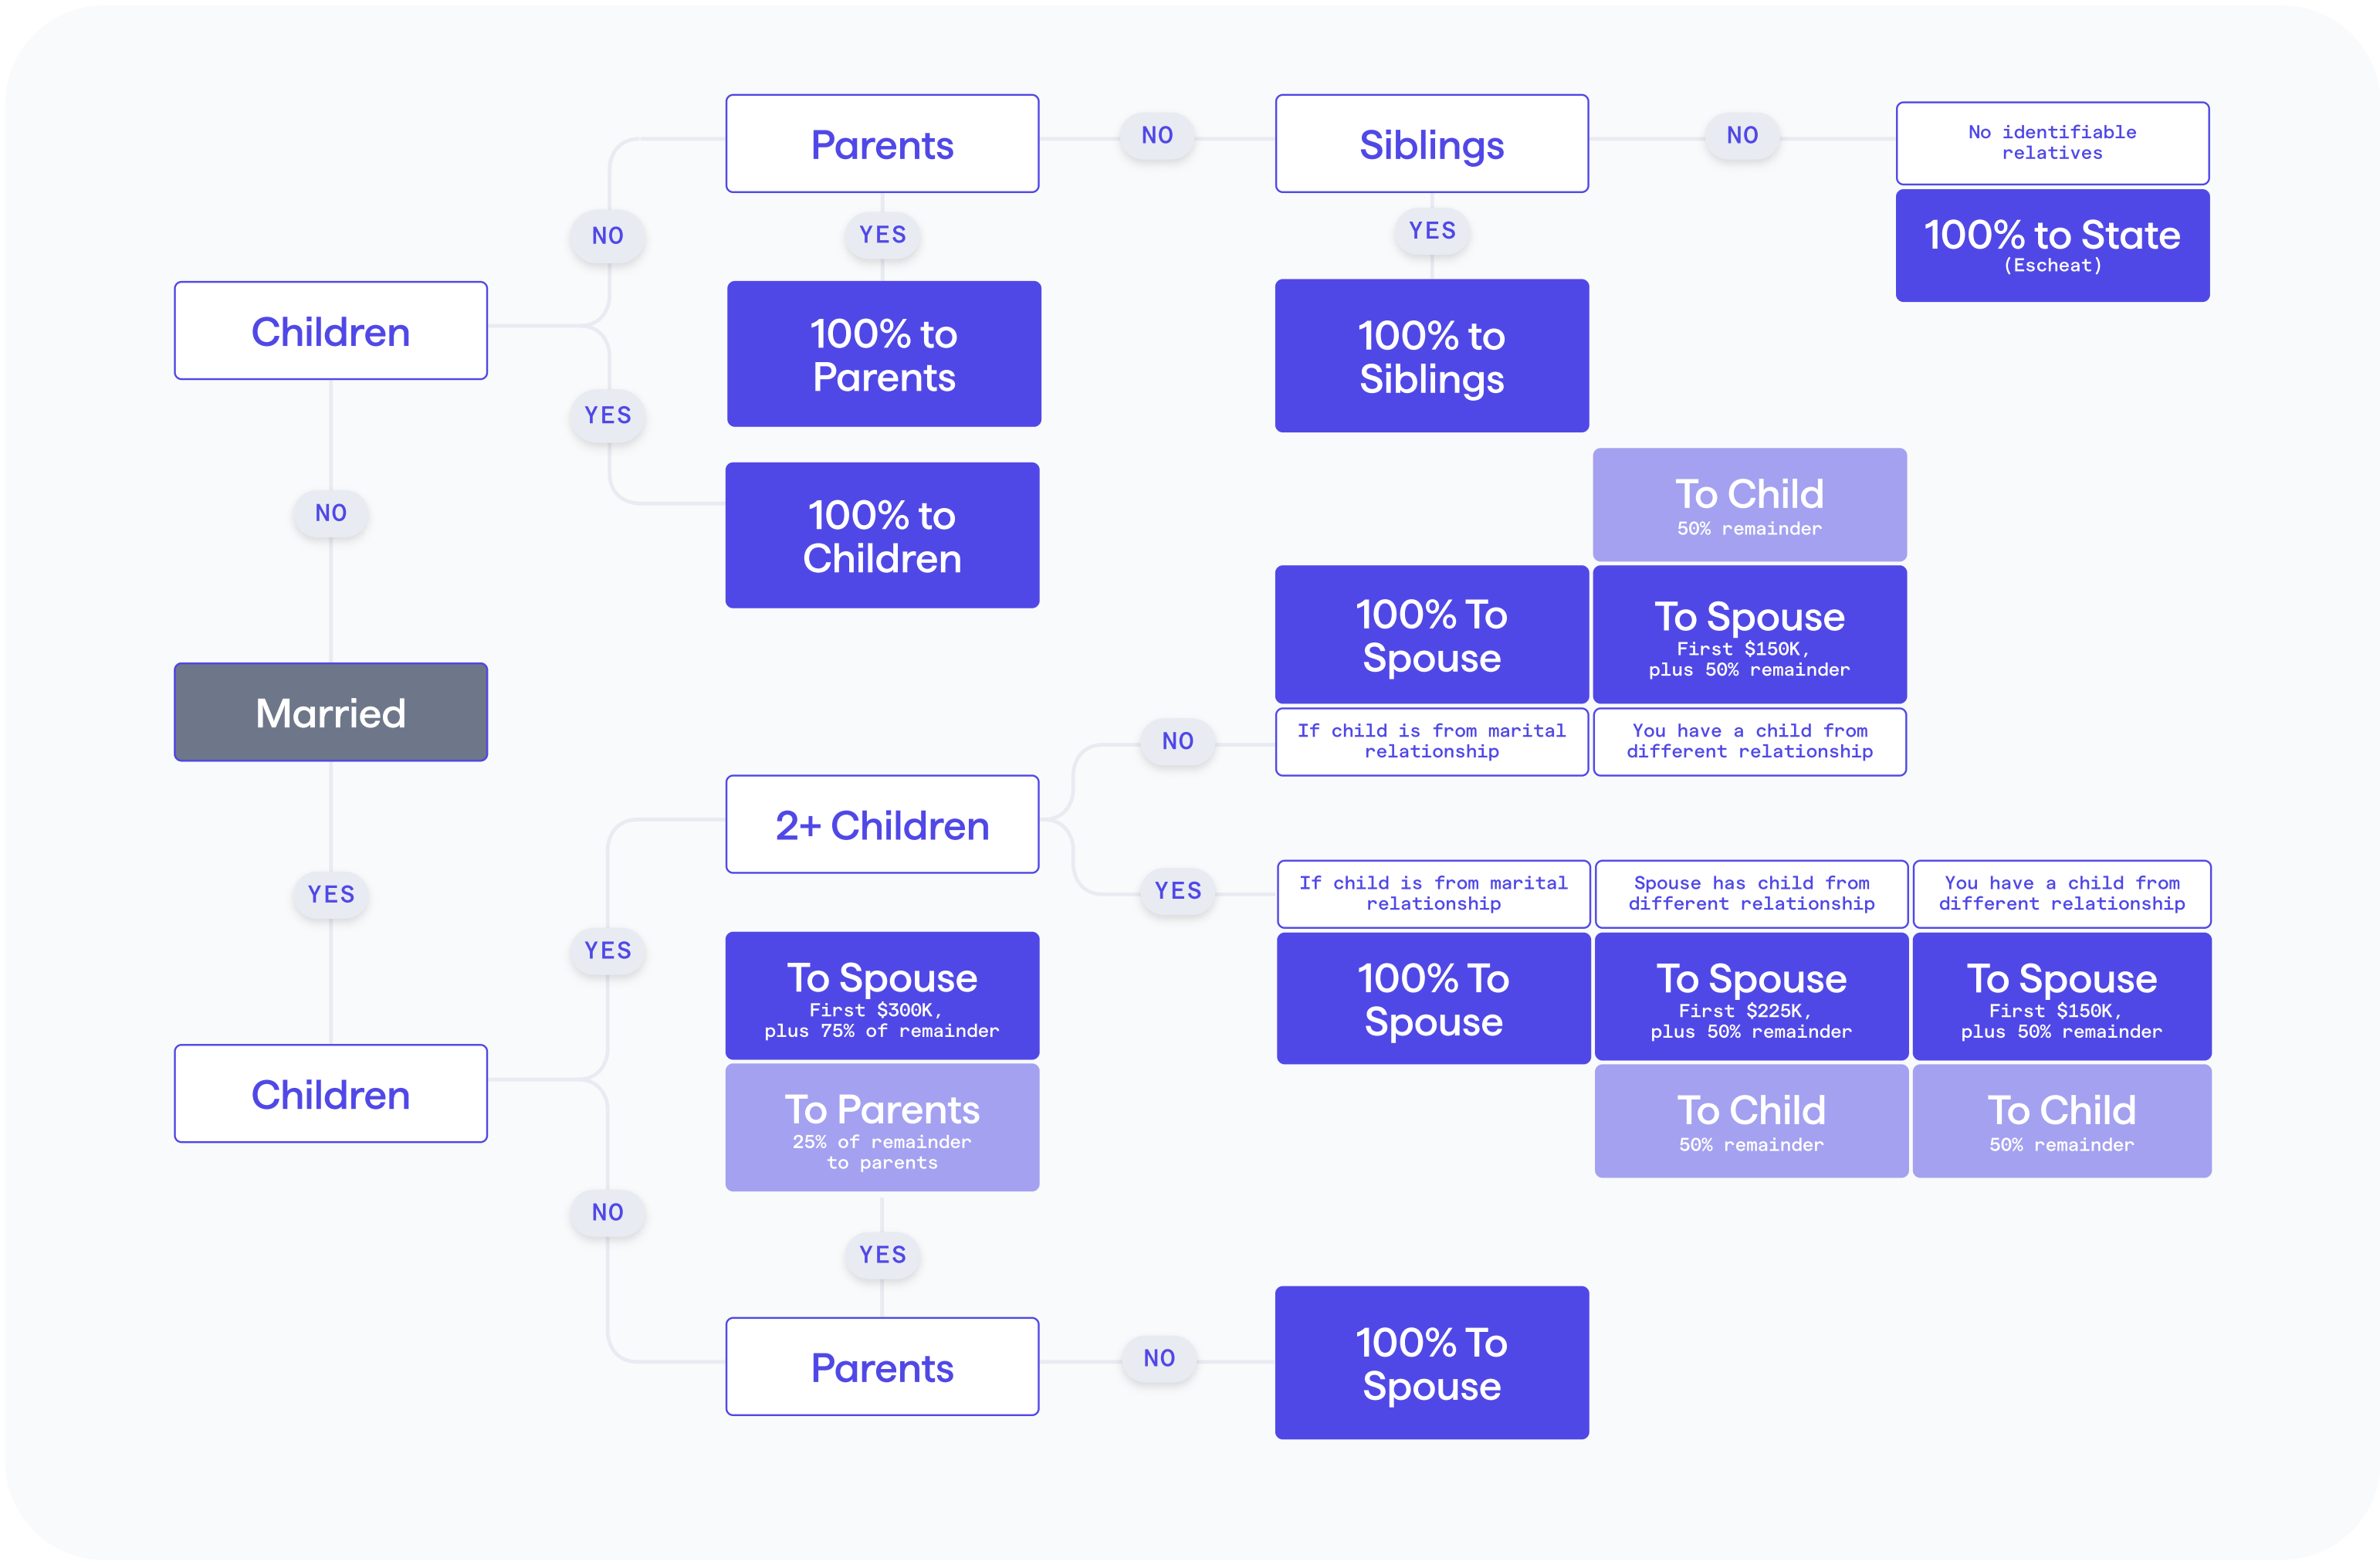 Parents
NO
Siblings
NO
No identifiable
relatives
NO
YES
YES
100% to State
(Escheat)
Children
100% to
Parents
100% to
Siblings
YES
NO
100% to
Children
To Child
50% remainder
100% To
Spouse
To Spouse
First $150K,
plus 50% remainder
Married
NO
If child is from marital
relationship
You have a child from
different relationship
2+ Children
YES
YES
If child is from marital
relationship
Spouse has child from
different relationship
You have a child from
different relationship
YES
To Spouse
First $300K,
plus 75% of remainder
100% To
Spouse
To Spouse
First $225K,
plus 50% remainder
To Spouse
First $150K,
plus 50% remainder
Children
To Parents
25% of remainder
to parents
To Child
50% remainder
To Child
50% remainder
NO
YES
Parents
NO
100% To
Spouse